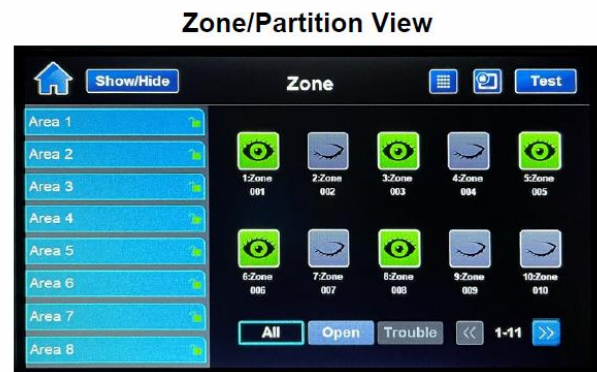 Zone/Partition View
Show/Hide
Zone
Test
Area 1
Area 2
Area 3
Area 4
Area 5
Area 6
Area 7
Area 8
1:Zone 001
2:Zone 002
3:Zone 003
4:Zone 004
5:Zone 005
6:Zone 006
7:Zone 007
8:Zone 008
9:Zone 009
10:Zone 010
All
Open
Trouble
<<
1-11
>>